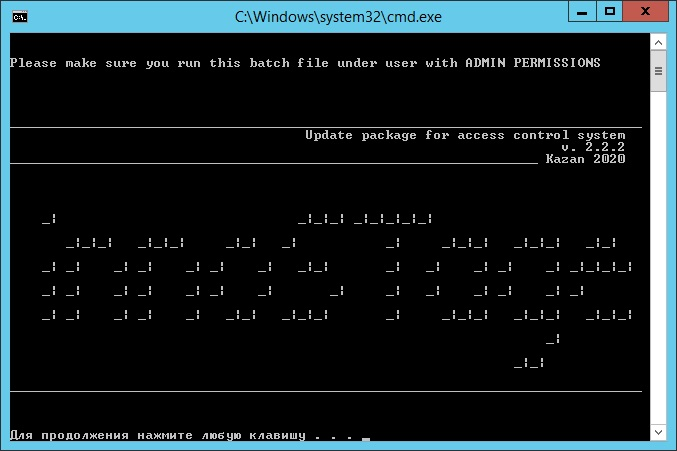 C:\Windows\system32\cmd.exe
Please make sure you run this batch file under user with ADMIN PERMISSIONS
Update package for access control system
v. 2.2.2
Kazan 2020
InnoStage
Для продолжения нажмите любую клавишу . . .